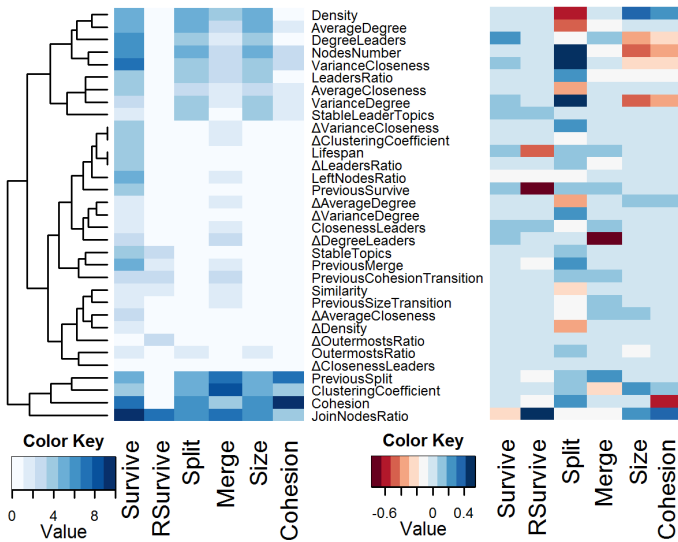 Density
AverageDegree
DegreeLeaders
NodesNumber
VarianceCloseness
LeadersRatio
AverageCloseness
VarianceDegree
StableLeaderTopics
ΔVarianceCloseness
ΔClusteringCoefficient
Lifespan
ΔLeadersRatio
LeftNodesRatio
PreviousSurvive
ΔAverageDegree
ΔVarianceDegree
ClosenessLeaders
ΔDegreeLeaders
StableTopics
PreviousMerge
PreviousCohesionTransition
Similarity
PreviousSizeTransition
ΔAverageCloseness
ΔDensity
ΔOutermostsRatio
OutermostsRatio
ΔClosenessLeaders
PreviousSplit
ClusteringCoefficient
Cohesion
JoinNodesRatio
Survive
RSurvive
Split
Merge
Size
Cohesion
Color Key
0 4 8
Value
Survive
RSurvive
Split
Merge
Size
Cohesion
Color Key
-0.6 0 0.4
Value